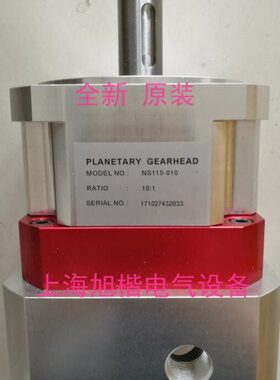 全新 原装
PLANETARY GEARHEAD
MODEL NO.: NS115-010
RATIO : 10:1
SERIAL NO.: 171027432033
上海旭楷电气设备